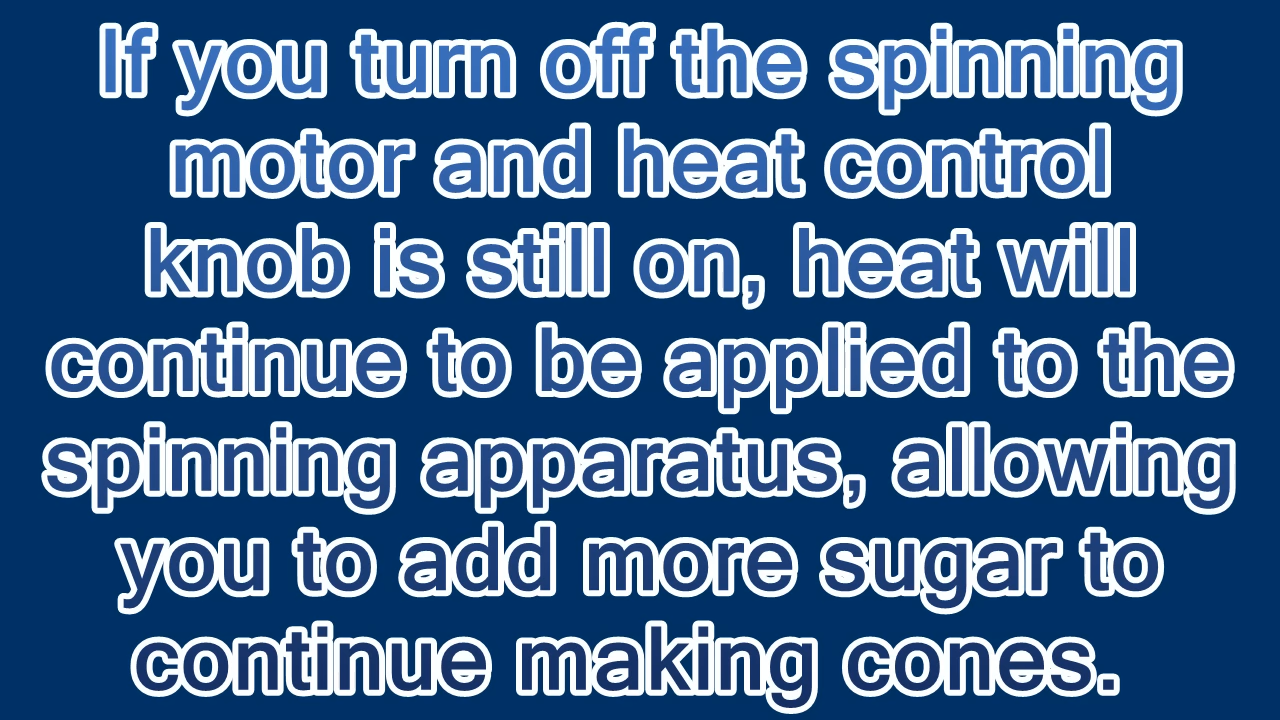 If you turn off the spinning
motor and heat control
knob is still on, heat will
continue to be applied to the
spinning apparatus, allowing
you to add more sugar to
continue making cones.